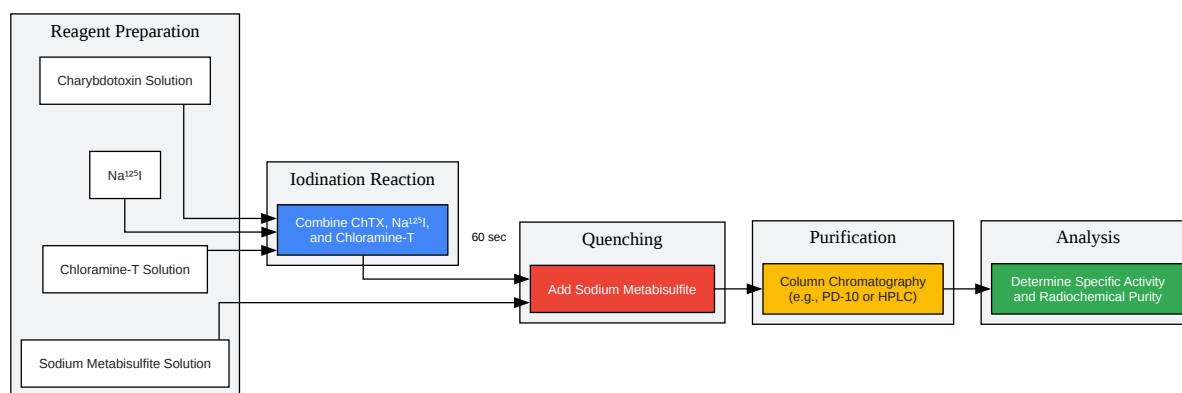 Reagent Preparation
Charybdotoxin Solution
Na¹²⁵I
Chloramine-T Solution
Sodium Metabisulfite Solution
Iodination Reaction
Combine ChTX, Na¹²⁵I,
and Chloramine-T
60 sec
Quenching
Add Sodium Metabisulfite
Purification
Column Chromatography
(e.g., PD-10 or HPLC)
Analysis
Determine Specific Activity
and Radiochemical Purity